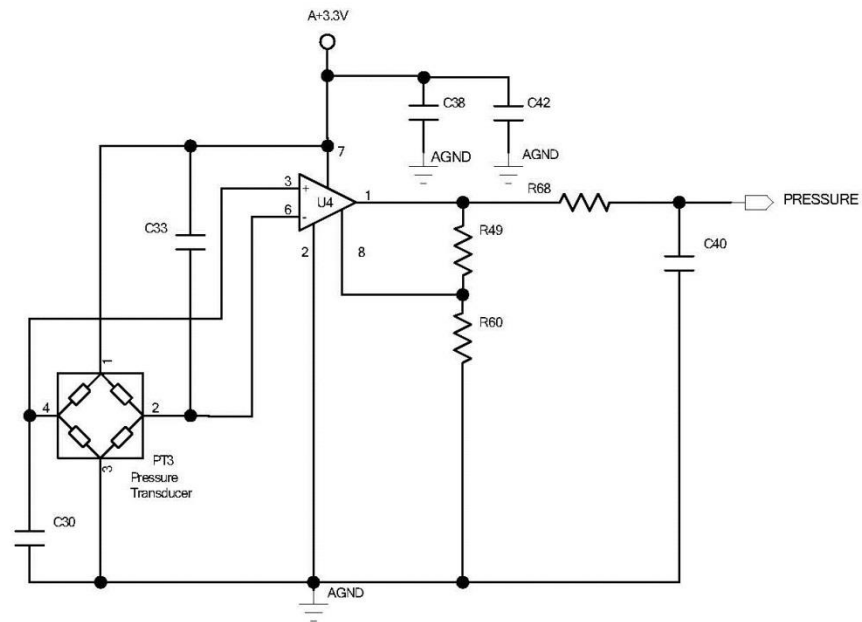 A+3.3V
C38
C42
AGND
AGND
7
3
+
U4
1
6
-
2
8
R68
PRESSURE
R49
C40
C33
R60
1
4
2
3
PT3
Pressure
Transducer
C30
AGND